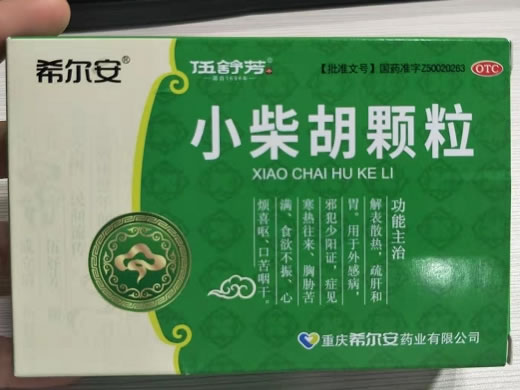 希尔安®
伍舒芳
【批准文号】国药准字Z50020263
OTC
小柴胡颗粒
XIAO CHAI HU KE LI
功能主治
解表散热，疏肝和
胃。用于外感病，
邪犯少阳证，症见
寒热往来、胸胁苦
满、食欲不振、心
烦喜呕、口苦咽干。
重庆希尔安药业有限公司